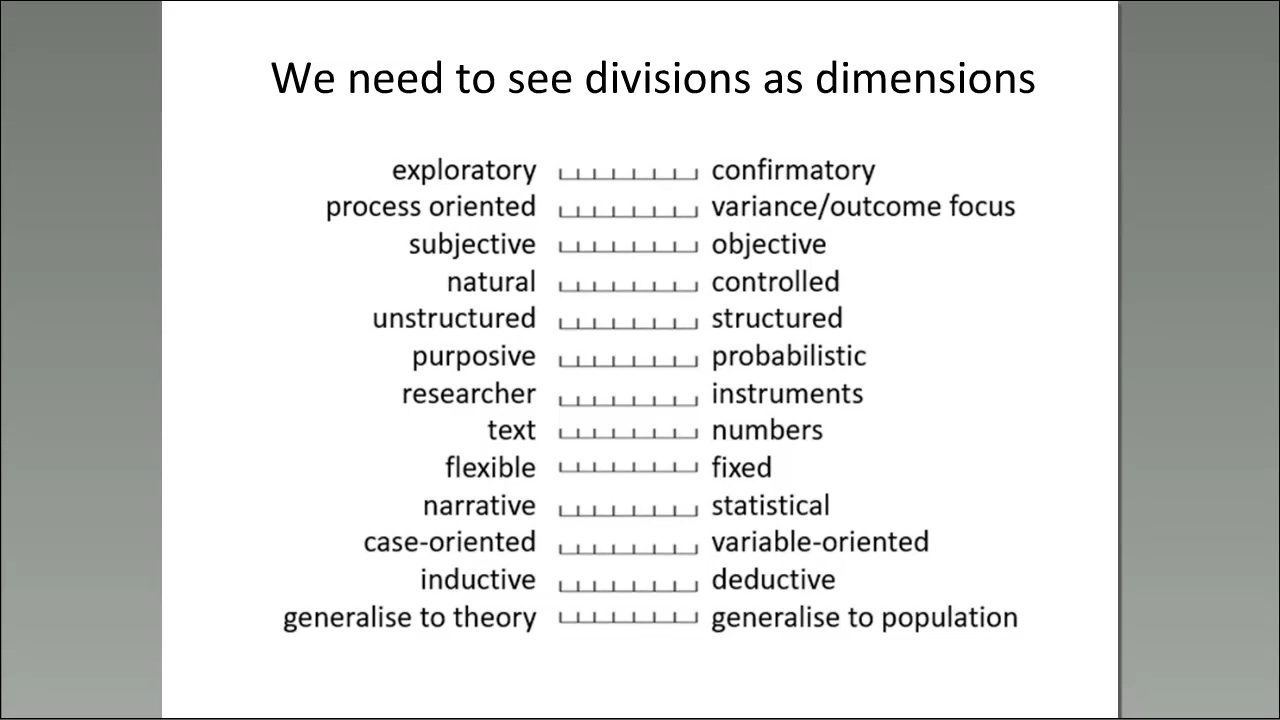 We need to see divisions as dimensions
exploratory confirmatory
process oriented variance/outcome focus
subjective objective
natural controlled
unstructured structured
purposive probabilistic
researcher instruments
text numbers
flexible fixed
narrative statistical
case-oriented variable-oriented
inductive deductive
generalise to theory generalise to population